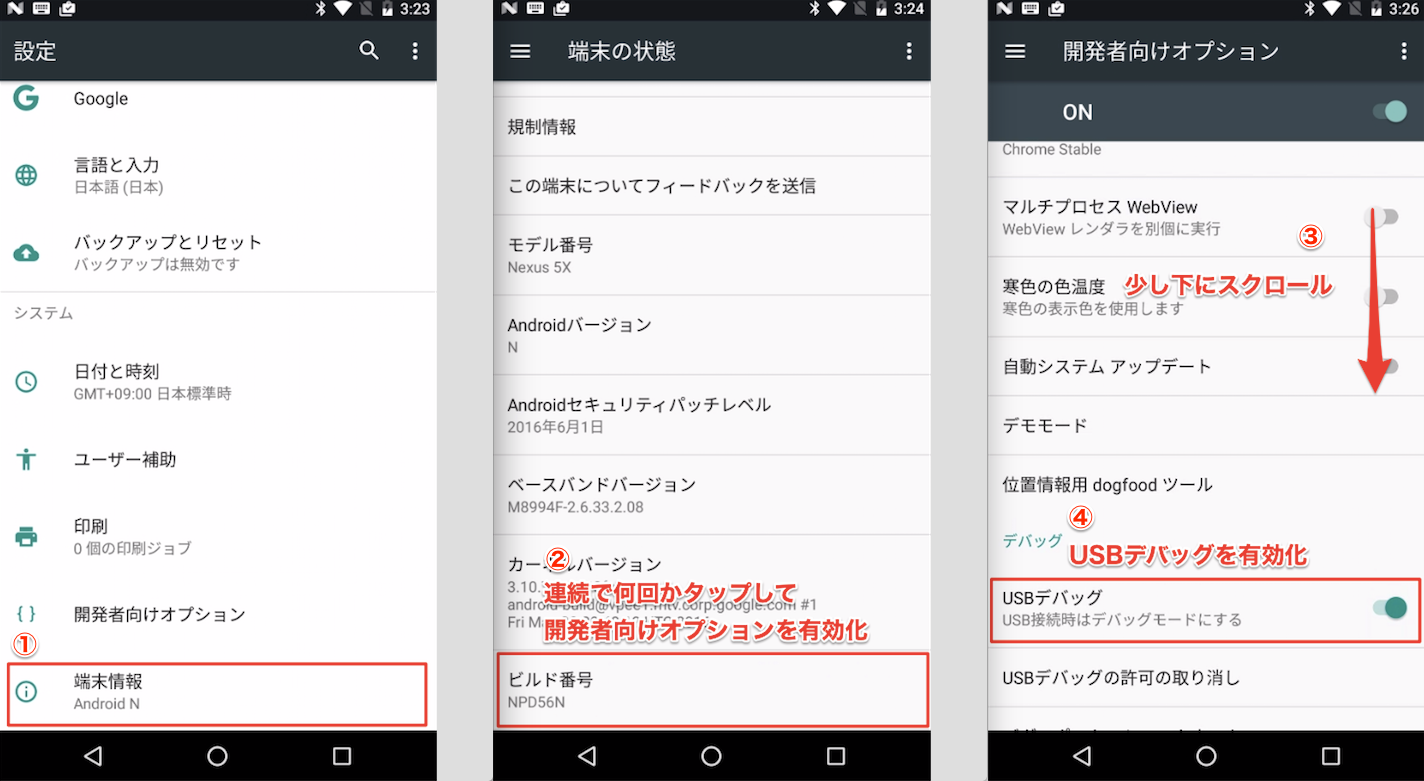 3:23
設定
Google
言語と入力
日本語 (日本)
バックアップとリセット
バックアップは無効です
システム
日付と時刻
GMT+09:00 日本標準時
ユーザー補助
印刷
0 個の印刷ジョブ
{ }
開発者向けオプション
①
端末情報
Android N
3:24
端末の状態
規制情報
この端末についてフィードバックを送信
モデル番号
Nexus 5X
Androidバージョン
N
Androidセキュリティパッチレベル
2016年6月1日
ベースバンドバージョン
M8994F-2.6.33.2.08
②
カーネルバージョン
3.10.
連続で何回かタップして
android-build@vpee1.mtv.corp.google.com #1
Fri Ma
開発者向けオプションを有効化
ビルド番号
NPD56N
3:26
開発者向けオプション
ON
Chrome Stable
マルチプロセス WebView
WebView レンダラを別個に実行
③
寒色の色温度
少し下にスクロール
寒色の表示色を使用します
自動システム アップデート
デモモード
位置情報用 dogfood ツール
④
デバッグ
USBデバッグを有効化
USBデバッグ
USB接続時はデバッグモードにする
USBデバッグの許可の取り消し